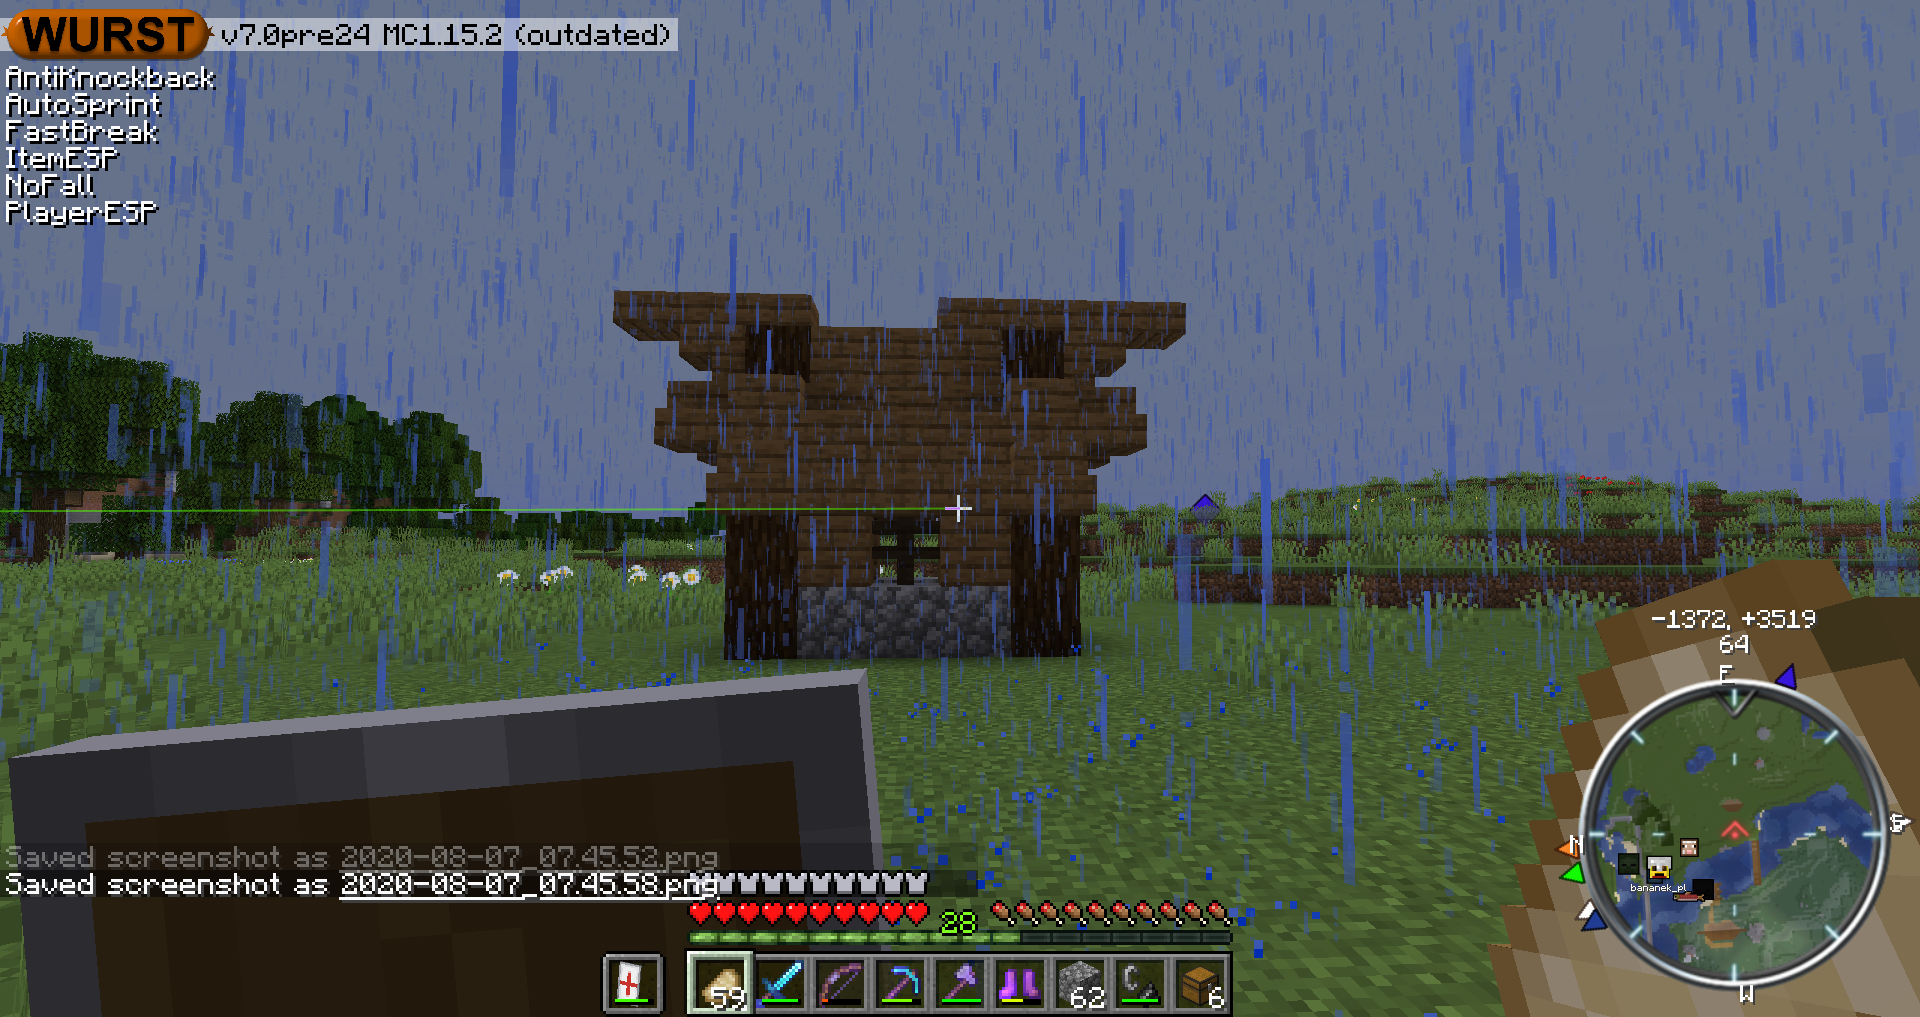 WURST v7.0pre24 MC1.15.2 (outdated)
AntiKnockback
AutoSprint
FastBreak
ItemESP
NoFall
PlayerESP
-1372, +3519
64
E
N
bananek_pl
W
Saved screenshot as 2020-08-07_07.45.52.png
Saved screenshot as 2020-08-07_07.45.58.png
28
59
62
6